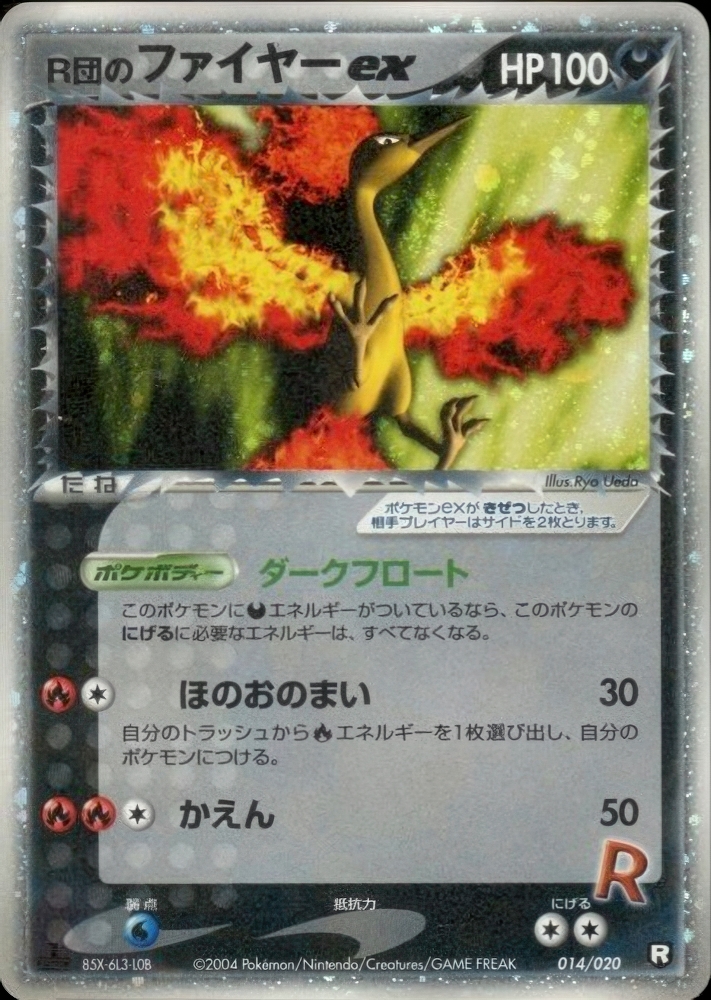 R団のファイヤーex HP100
たね
Illus.Ryo Ueda
ポケモンexがきぜつしたとき、
相手プレイヤーはサイドを2枚とります。
ポケボディー ダークフロート
このポケモンにエネルギーがついているなら、このポケモンの
にげるに必要なエネルギーは、すべてなくなる。
ほのおのまい 30
自分のトラッシュからエネルギーを1枚選び出し、自分の
ポケモンにつける。
かえん 50
R
弱点 抵抗力 にげる
85X-6L3-L0B ©2004 Pokémon/Nintendo/Creatures/GAME FREAK 014/020 R